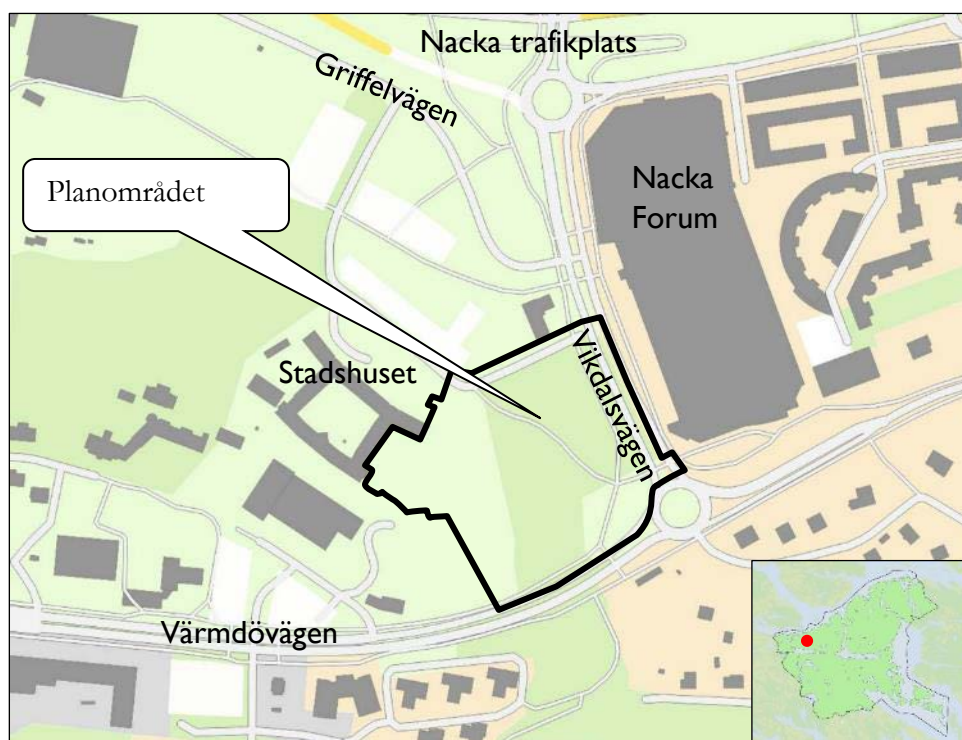 Nacka trafikplats
Griffelvägen
Planområdet
Nacka
Forum
Stadshuset
Vikdalsvägen
Värmdövägen